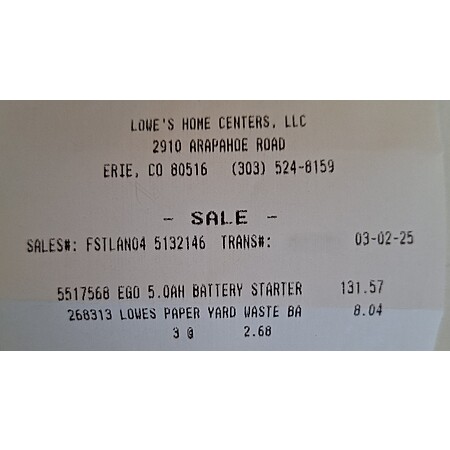 LOWE'S HOME CENTERS, LLC
2910 ARAPAHOE ROAD
ERIE, CO 80516 (303) 524-8159
- SALE -
SALES#: FSTLAN04 5132146 TRANS#: 03-02-25
5517568 EGO 5.0AH BATTERY STARTER 131.57
268313 LOWES PAPER YARD WASTE BA 8.04
3 @ 2.68